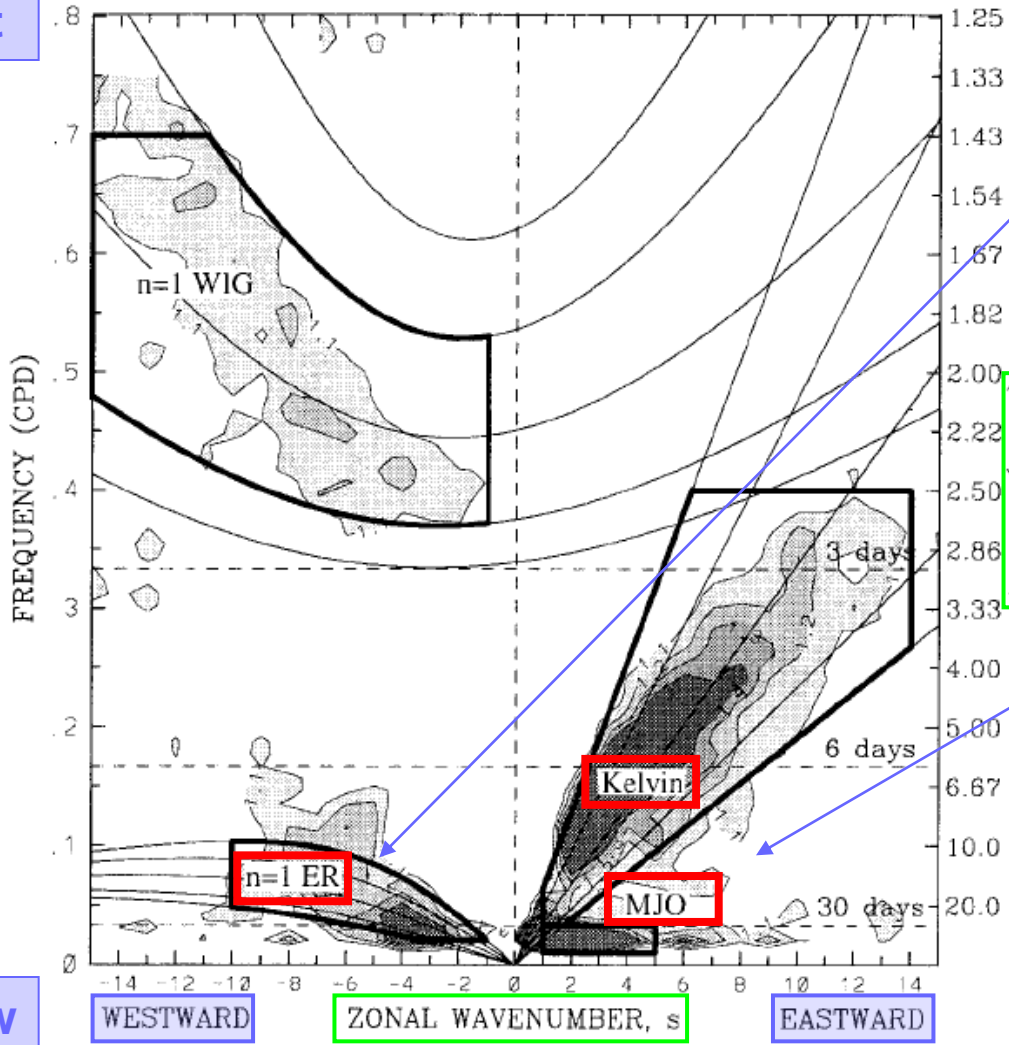 .8
.7
.6
.5
.4
.3
.2
.1
0
FREQUENCY (CPD)
1.25
1.33
1.43
1.54
1.67
1.82
2.00
2.22
2.50
2.86
3.33
4.00
5.00
6.67
10.0
20.0
n=1 WIG
3 days
6 days
Kelvin
n=1 ER
MJO
30 days
-14 -12 -10 -8 -6 -4 -2 0 2 4 6 8 10 12 14
WESTWARD
ZONAL WAVENUMBER, s
EASTWARD